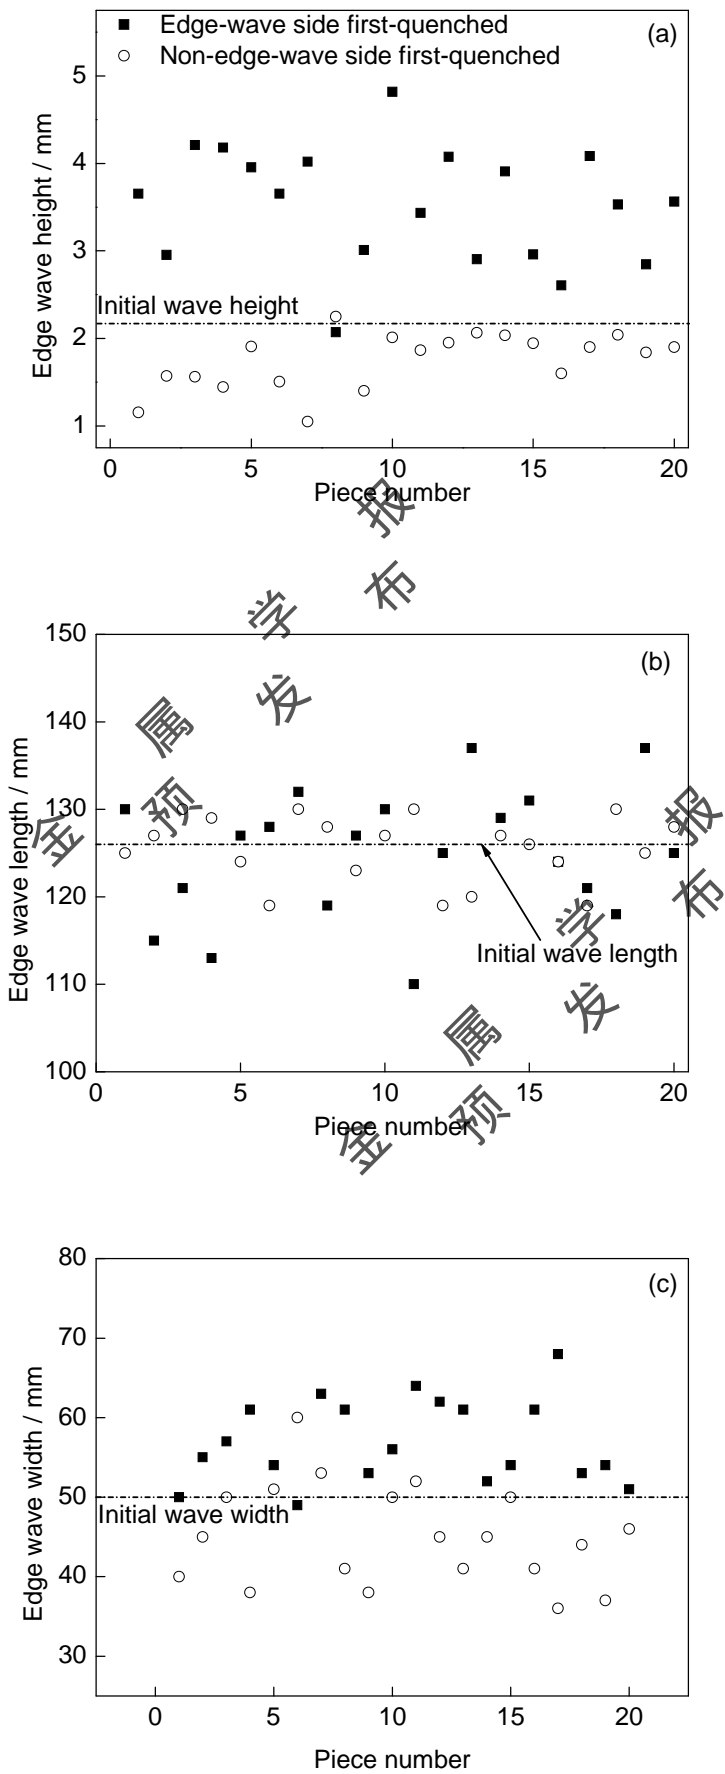 Edge-wave side first-quenched
Non-edge-wave side first-quenched
(a)
5
4
3
2
1
Edge wave height / mm
Initial wave height
0 5 10 15 20
Piece number
150
140
130
120
110
100
Edge wave length / mm
(b)
Initial wave length
0 5 10 15 20
Piece number
金属学报
预发布
金属学报
预发布
80
70
60
50
40
30
Edge wave width / mm
(c)
Initial wave width
0 5 10 15 20
Piece number